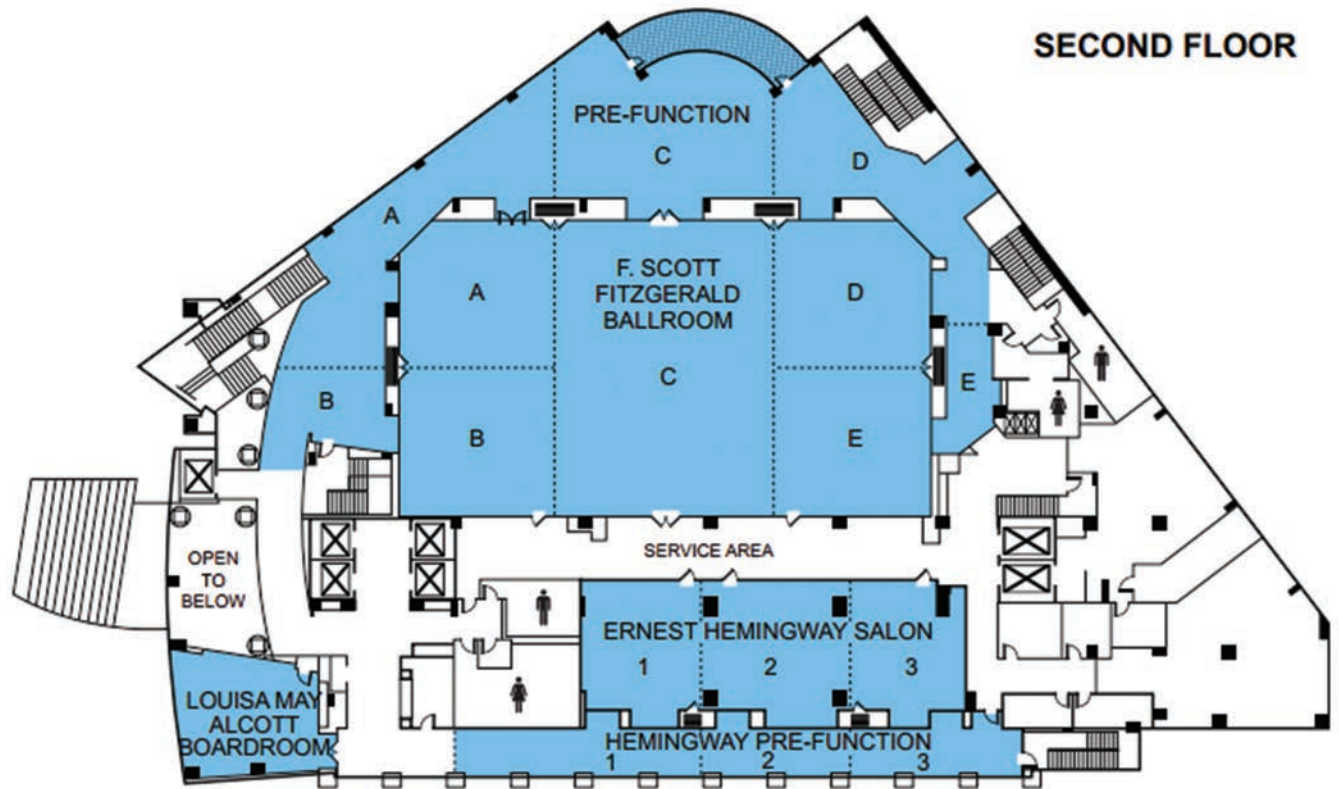 SECOND FLOOR
PRE-FUNCTION
C
D
A
F. SCOTT
FITZGERALD
BALLROOM
A
D
C
B
E
B
E
SERVICE AREA
OPEN
TO
BELOW
ERNEST HEMINGWAY SALON
1
2
3
LOUISA MAY
ALCOTT
BOARDROOM
HEMINGWAY PRE-FUNCTION
1
2
3